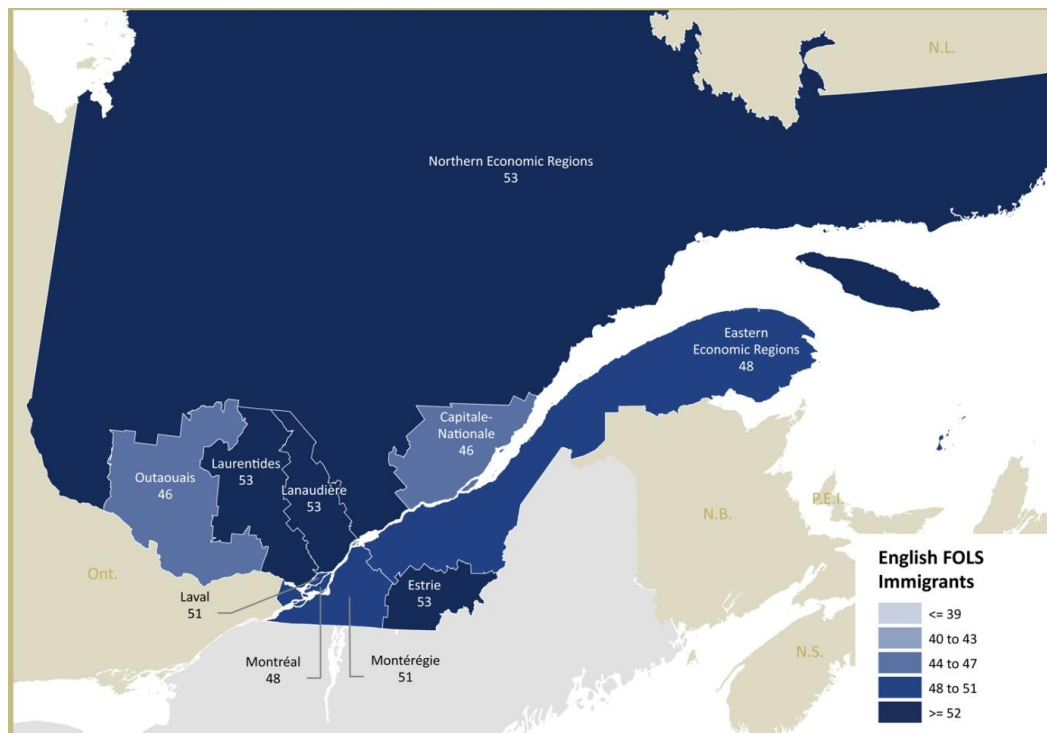 N.L.
Northern Economic Regions
53
Eastern
Economic Regions
48
Capitale-
Nationale
46
Laurentides
53
Outaouais
46
Lanaudière
53
P.E.I.
N.B.
Ont.
Estrie
53
Laval
51
Montréal
48
Montérégie
51
N.S.
English FOLS
Immigrants
<= 39
40 to 43
44 to 47
48 to 51
>= 52